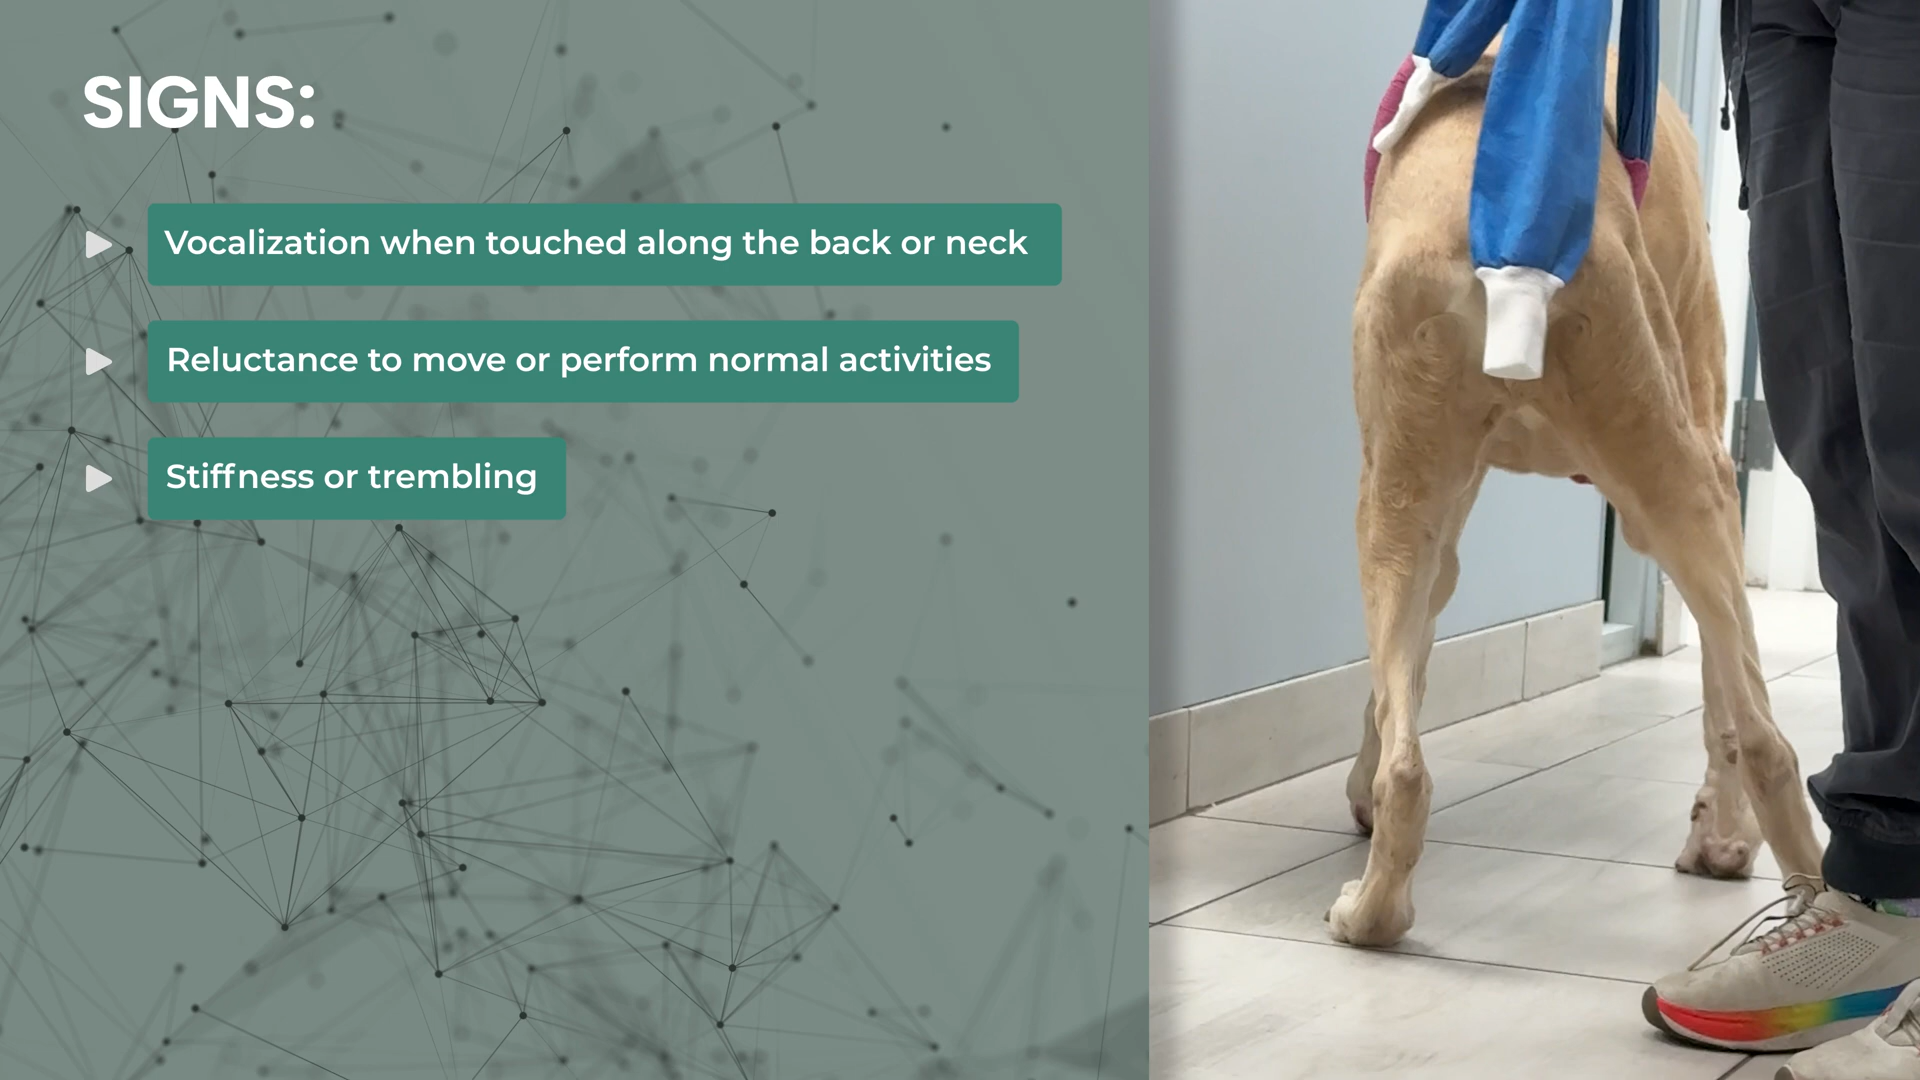 SIGNS:
Vocalization when touched along the back or neck
Reluctance to move or perform normal activities
Stiffness or trembling